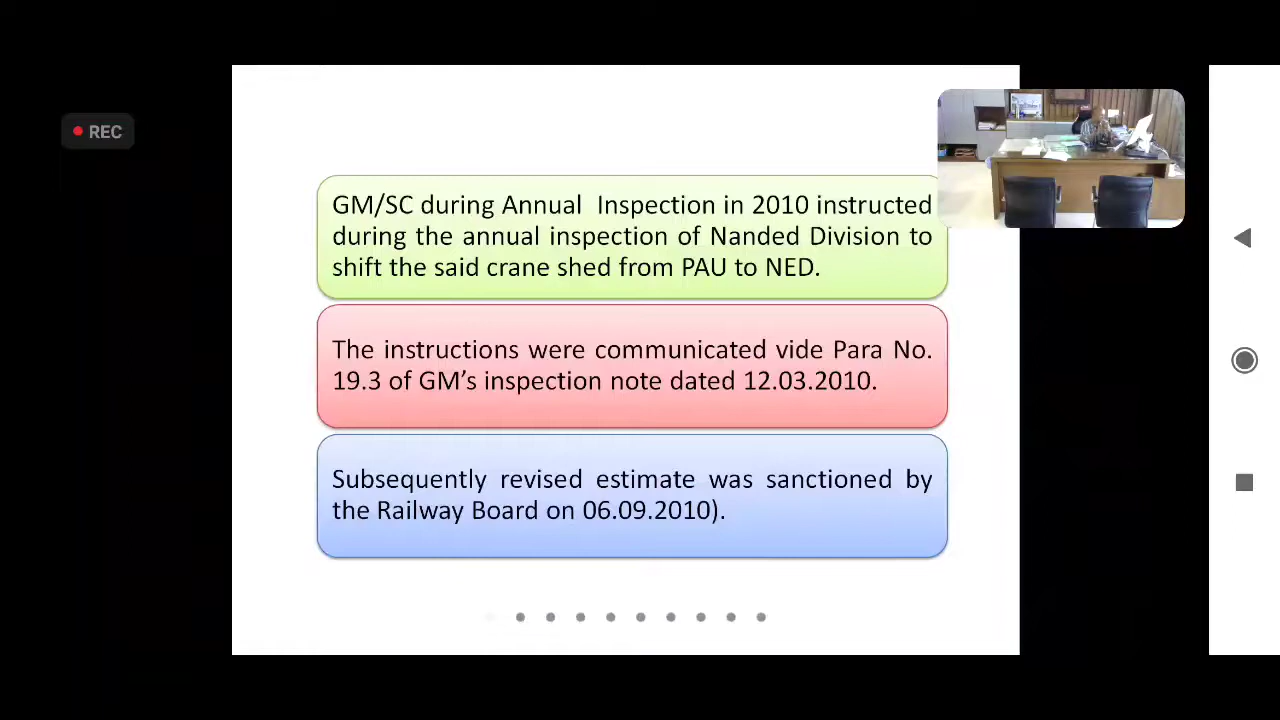 REC
GM/SC during Annual Inspection in 2010 instructed
during the annual inspection of Nanded Division to
shift the said crane shed from PAU to NED.
The instructions were communicated vide Para No.
19.3 of GM’s inspection note dated 12.03.2010.
Subsequently revised estimate was sanctioned by
the Railway Board on 06.09.2010).